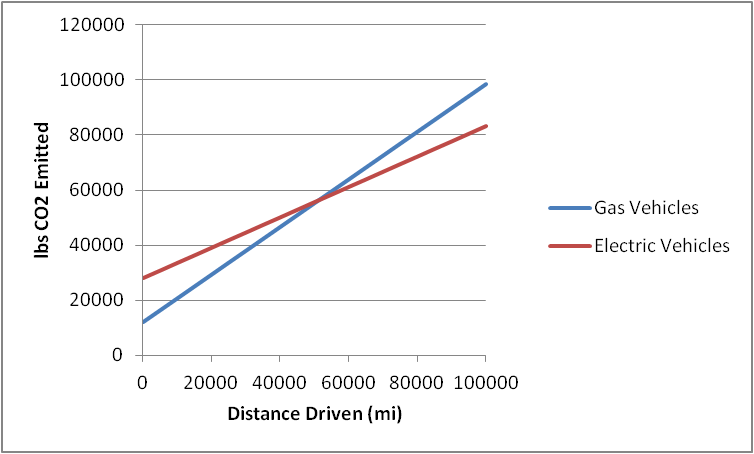 120000
100000
80000
60000
40000
20000
0
lbs CO2 Emitted
0 20000 40000 60000 80000 100000
Distance Driven (mi)
Gas Vehicles
Electric Vehicles